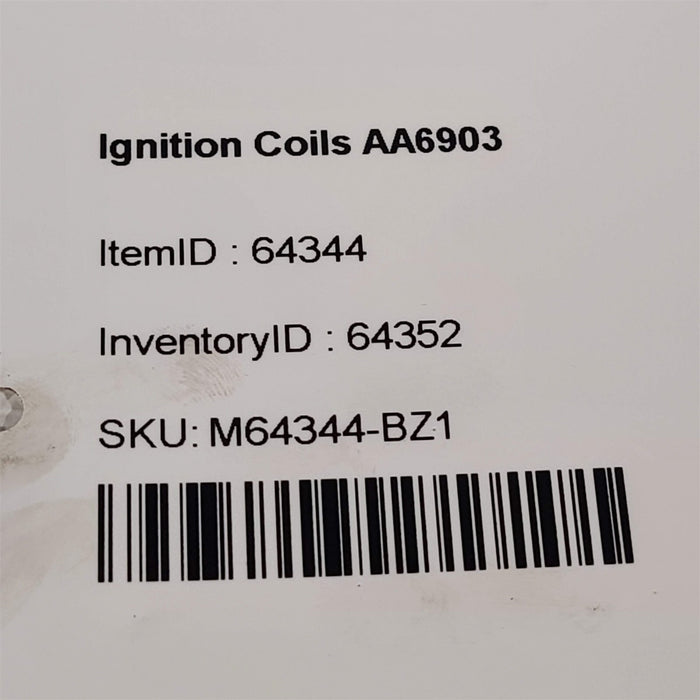 Ignition Coils AA6903
ItemID : 64344
InventoryID : 64352
SKU: M64344-BZ1